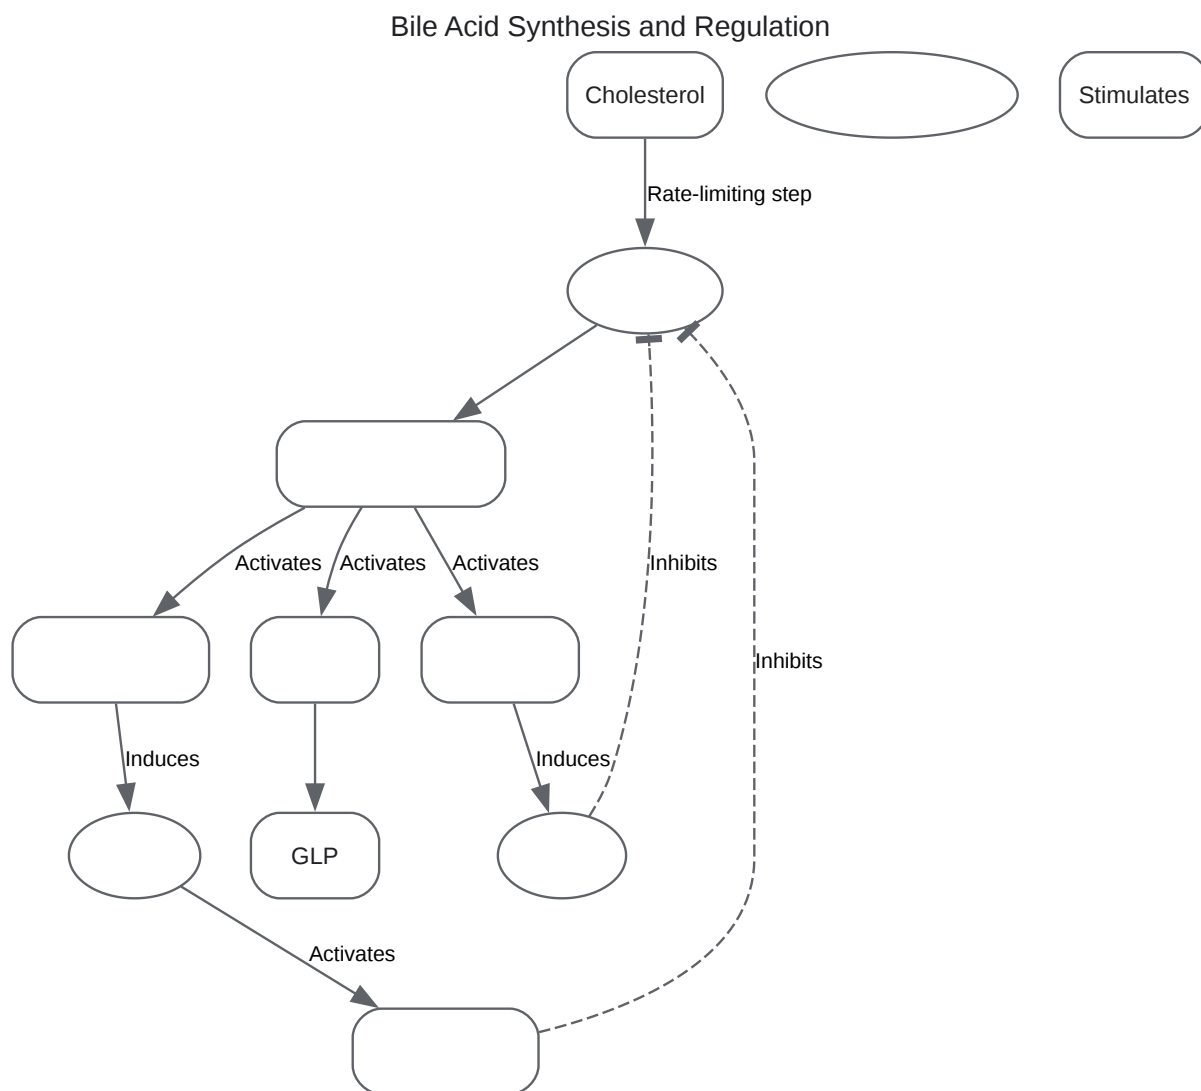 Bile Acid Synthesis and Regulation
Cholesterol
Stimulates
Rate-limiting step
Activates
Activates
Activates
Inhibits
Inhibits
Induces
Induces
GLP
Activates